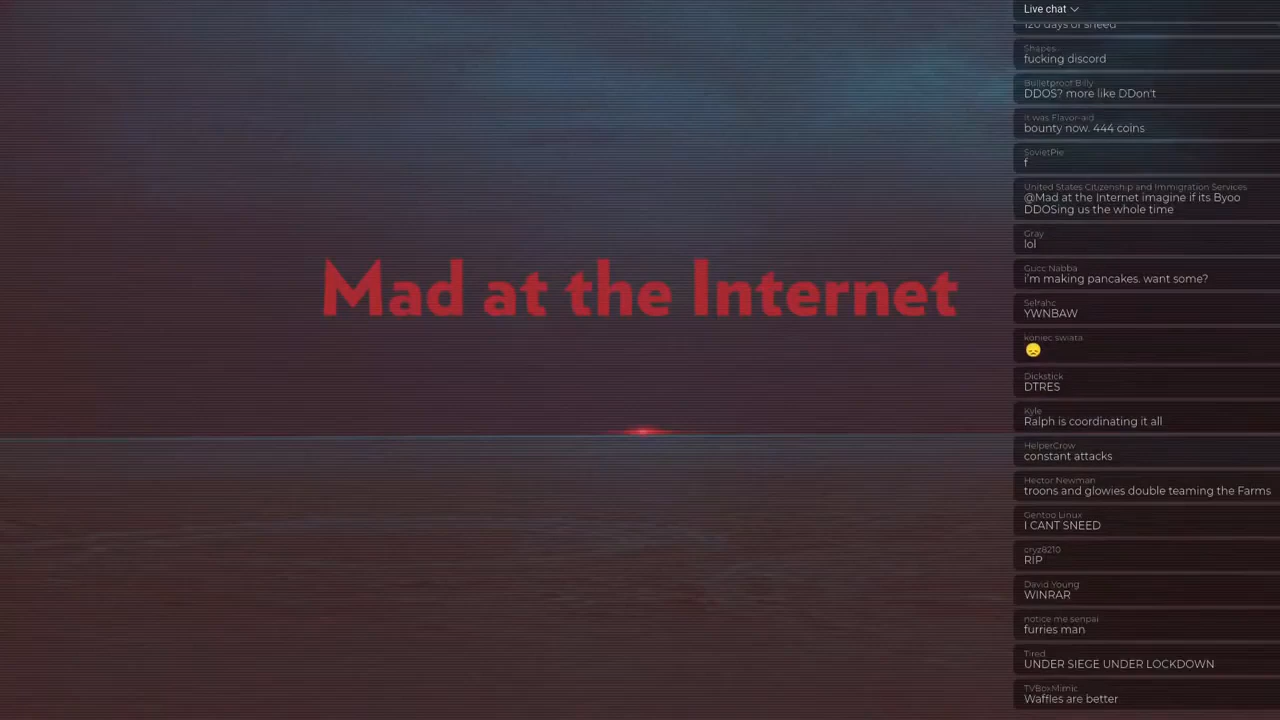 Live chat
120 days of sneed
Shapes
fucking discord
Bulletproof Billy
DDOS? more like DDon't
It was Flavor-aid
bounty now. 444 coins
SovietPie
f
United States Citizenship and Immigration Services
@Mad at the Internet imagine if its Byoo
DDOSing us the whole time
Gray
lol
Gucc Nabba
i'm making pancakes. want some?
Selrahc
YWNBAW
koniec swiata
Dickstick
DTRES
Kyle
Ralph is coordinating it all
HelperCrow
constant attacks
Hector Newman
troons and glowies double teaming the Farms
Gentoo Linux
I CANT SNEED
cryz8210
RIP
David Young
WINRAR
notice me senpai
furries man
Tired
UNDER SIEGE UNDER LOCKDOWN
TVBoxMimic
Waffles are better
Mad at the Internet